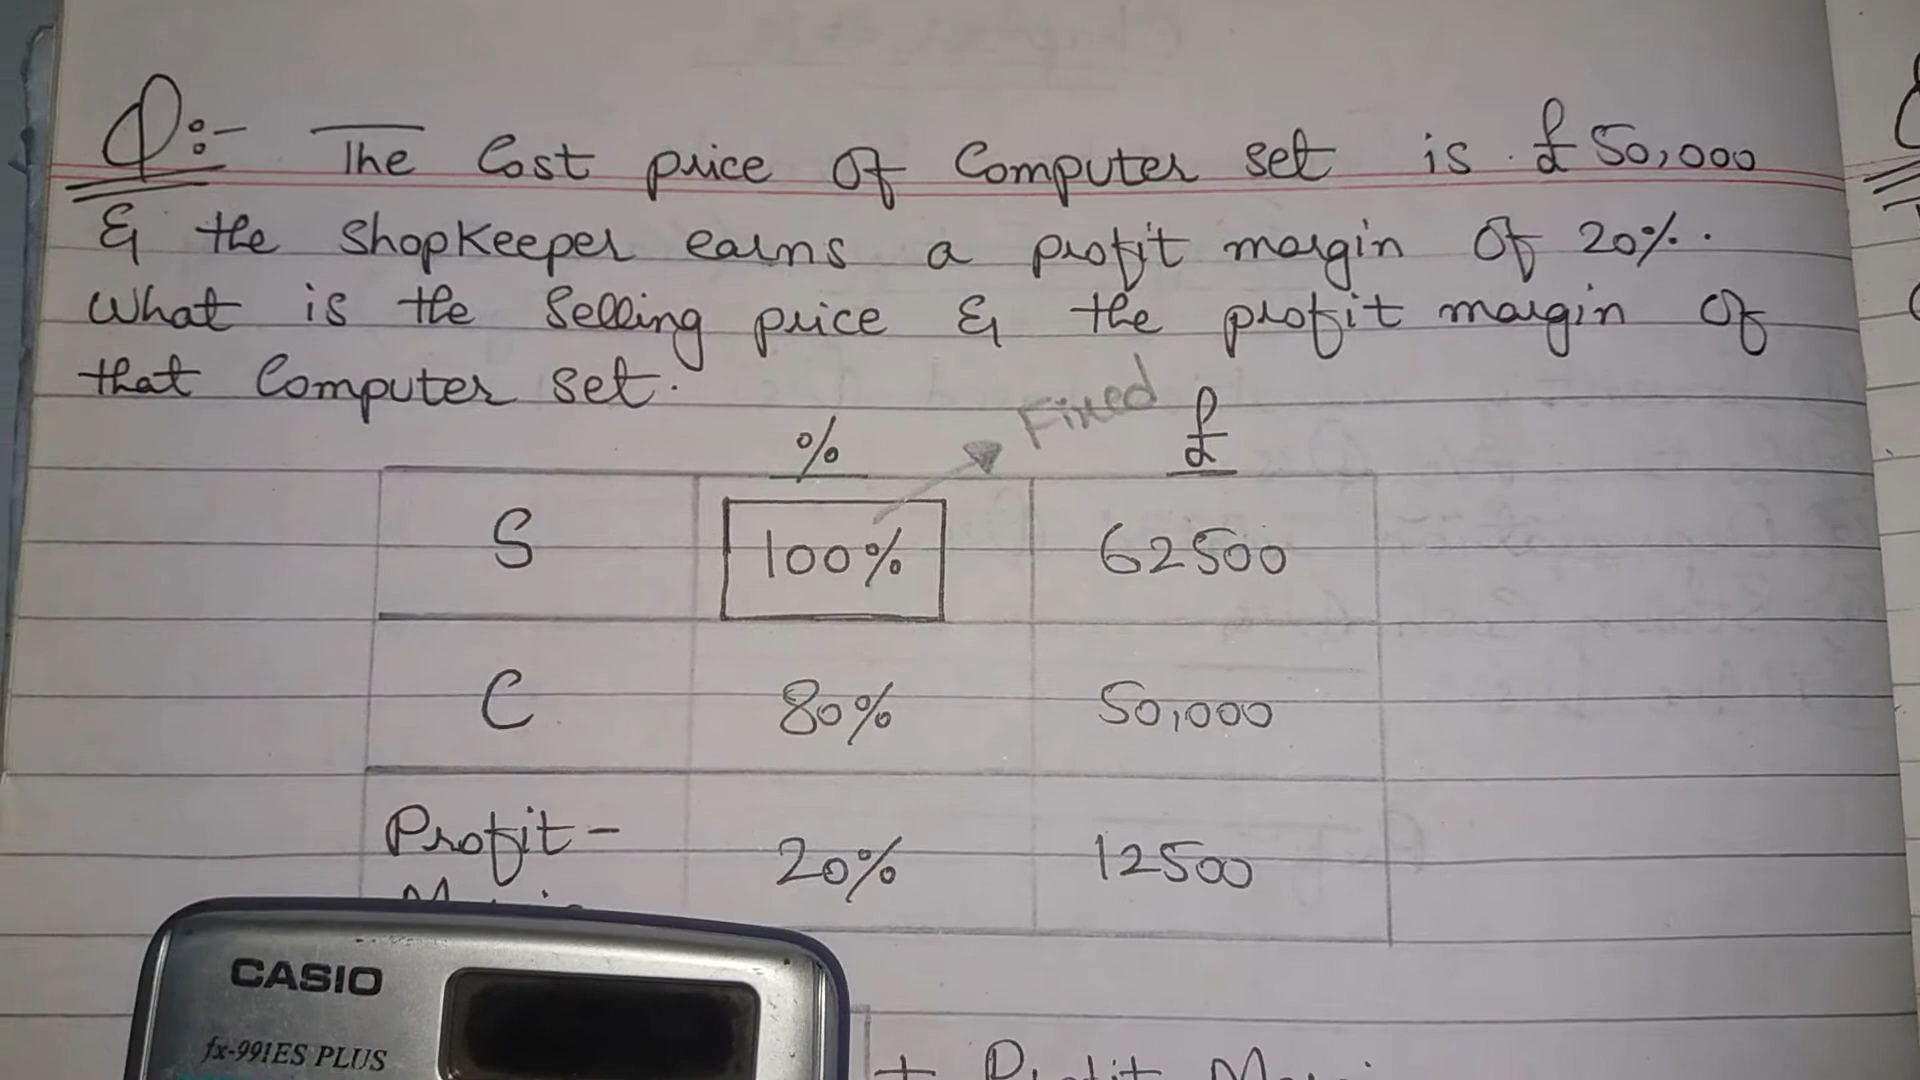 Q:- The Cost price of Computer set is £50,000
& the shopkeeper earns a profit margin of 20%.
What is the Selling price & the profit margin of
that Computer set.
Fixed
% £
S 100% 62500
C 80% 50,000
Profit- 20% 12500
CASIO
fx-991ES PLUS
+ Profit